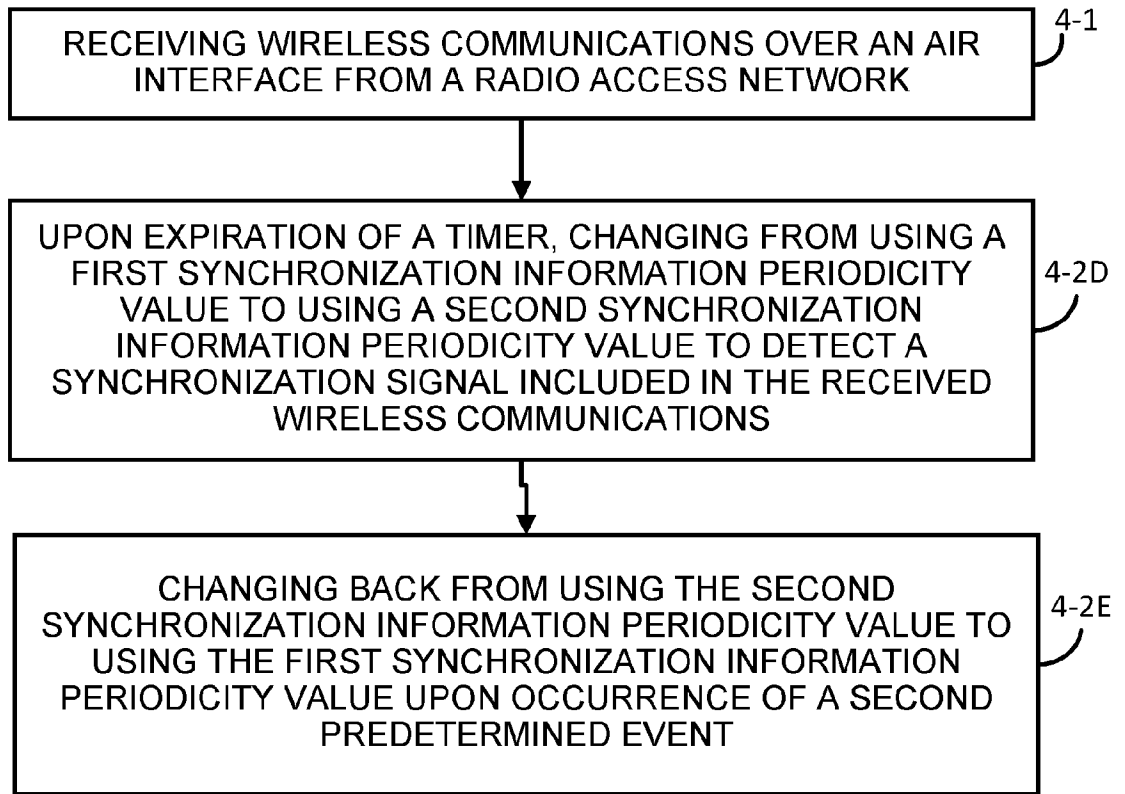 RECEIVING WIRELESS COMMUNICATIONS OVER AN AIR
INTERFACE FROM A RADIO ACCESS NETWORK
4-1
UPON EXPIRATION OF A TIMER, CHANGING FROM USING A
FIRST SYNCHRONIZATION INFORMATION PERIODICITY
VALUE TO USING A SECOND SYNCHRONIZATION
INFORMATION PERIODICITY VALUE TO DETECT A
SYNCHRONIZATION SIGNAL INCLUDED IN THE RECEIVED
WIRELESS COMMUNICATIONS
4-2D
CHANGING BACK FROM USING THE SECOND
SYNCHRONIZATION INFORMATION PERIODICITY VALUE TO
USING THE FIRST SYNCHRONIZATION INFORMATION
PERIODICITY VALUE UPON OCCURRENCE OF A SECOND
PREDETERMINED EVENT
4-2E